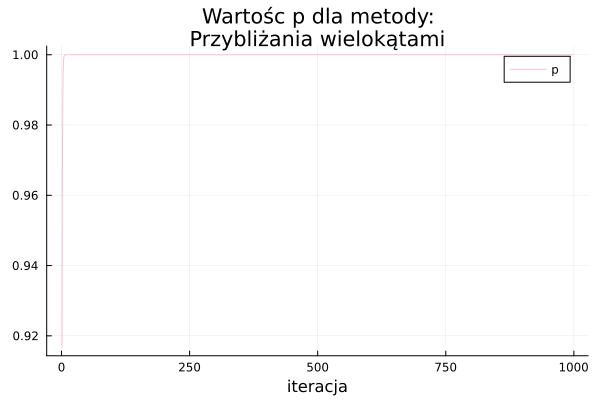 Wartośc p dla metody:
Przybliżania wielokątami
p
1.00
0.98
0.96
0.94
0.92
0
250
500
750
1000
iteracja